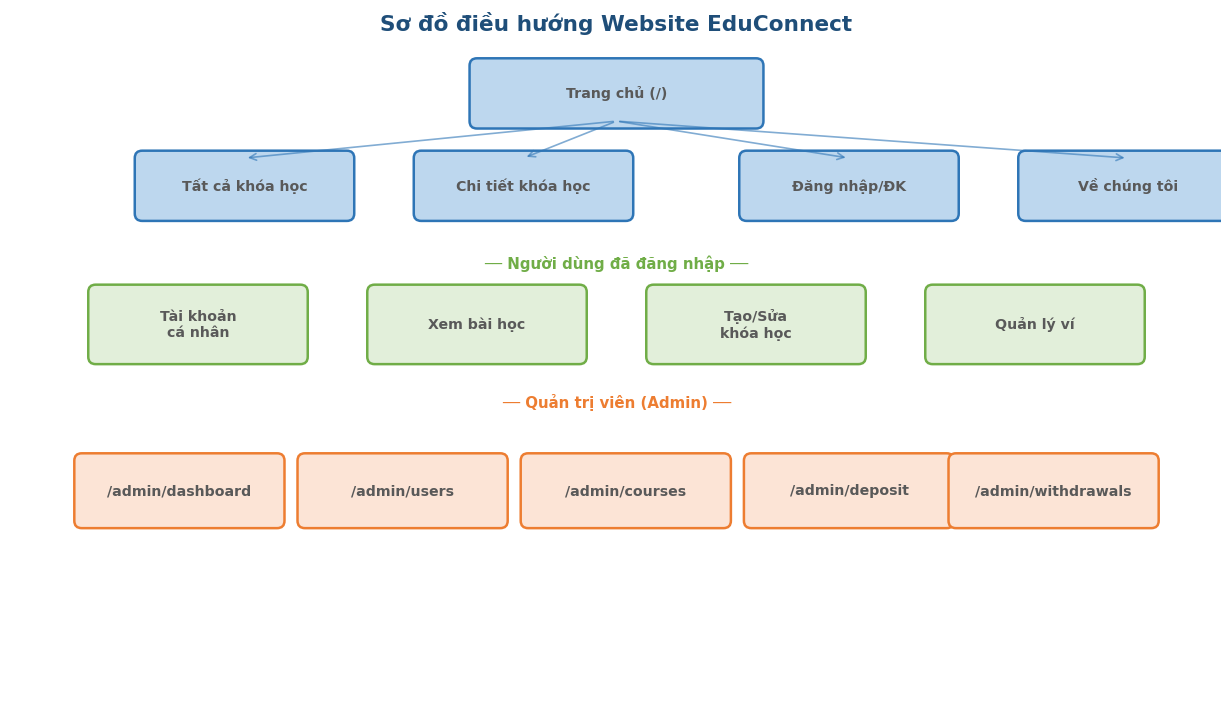 Sơ đồ điều hướng Website EduConnect
Trang chủ (/)
Tất cả khóa học
Chi tiết khóa học
Đăng nhập/ĐK
Về chúng tôi
── Người dùng đã đăng nhập ──
Tài khoản
cá nhân
Xem bài học
Tạo/Sửa
khóa học
Quản lý ví
── Quản trị viên (Admin) ──
/admin/dashboard
/admin/users
/admin/courses
/admin/deposit
/admin/withdrawals